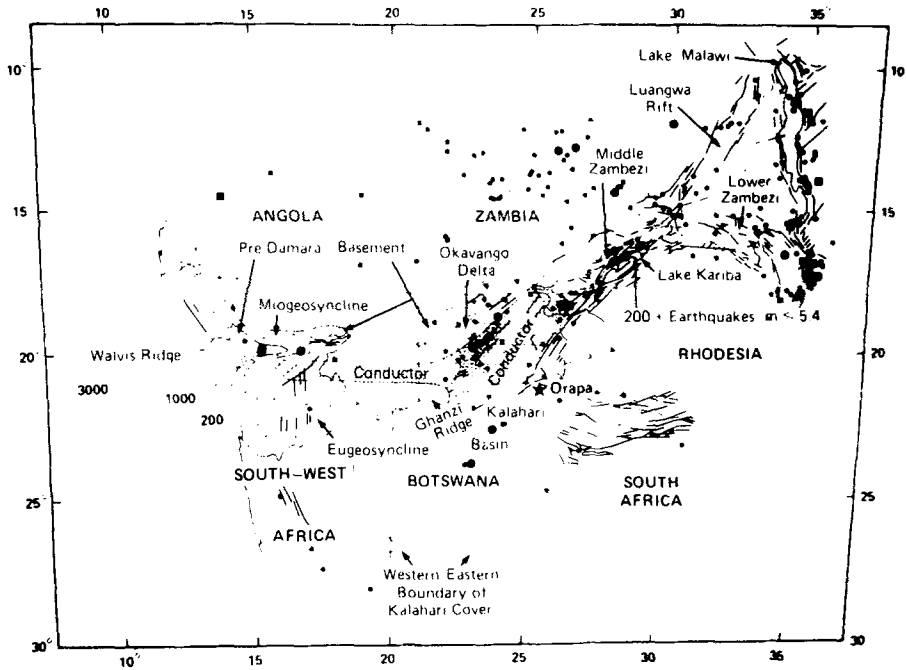 10 15 20 25 30 35°
10°
10
Lake Malawi
Luangwa
Rift
Middle
Zambezi
Lower
Zambezi
15
15
ANGOLA
ZAMBIA
Pre Damara
Basement
Okavango
Delta
Lake Kariba
Miogeosyncline
200 + Earthquakes m < 5.4
Walvis Ridge
20°
20
RHODESIA
Conductor
Conductor
Orapa
3000
1000
200
Ghanzi
Ridge
Kalahari
Basin
Eugeosyncline
SOUTH-WEST
AFRICA
BOTSWANA
SOUTH
AFRICA
25°
25
Western Eastern
Boundary of
Kalahari Cover
30°
30
10° 15 20 25 30 35